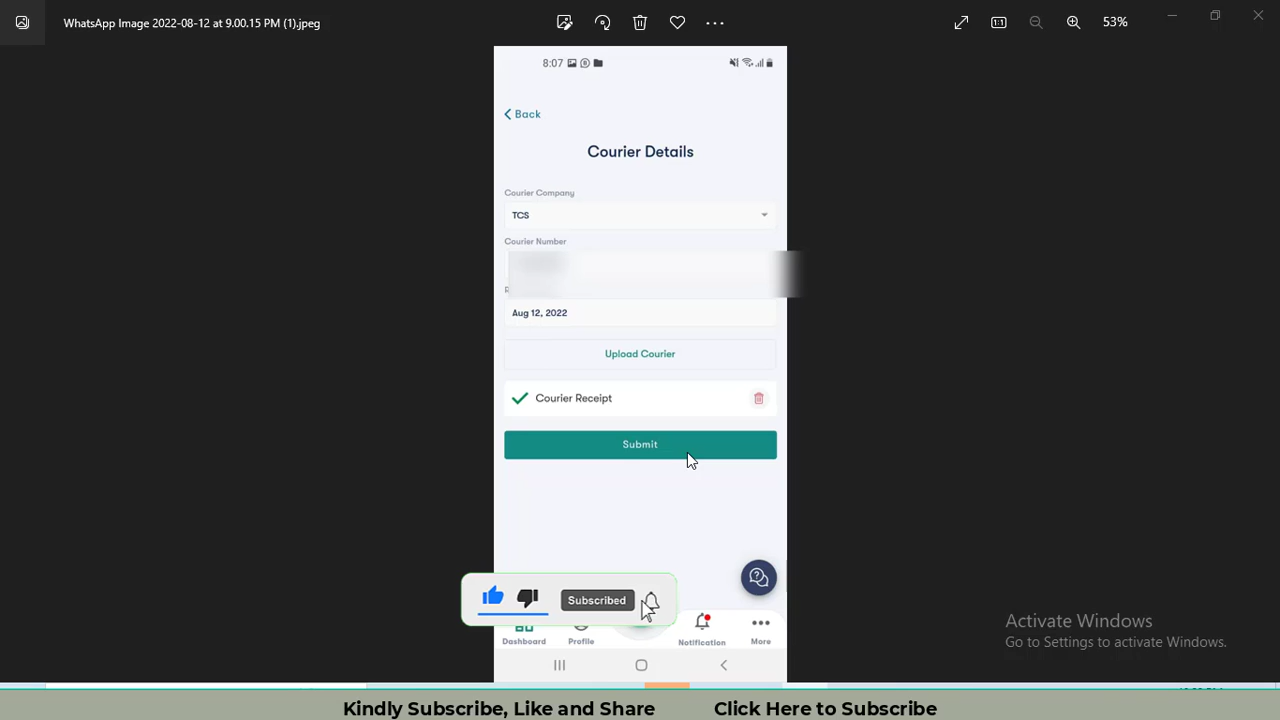 WhatsApp Image 2022-08-12 at 9.00.15 PM (1).jpeg
53%
8:07
Back
Courier Details
Courier Company
TCS
Courier Number
Aug 12, 2022
Upload Courier
Courier Receipt
Submit
Subscribed
Dashboard
Profile
Notification
More
Activate Windows
Go to Settings to activate Windows.
Kindly Subscribe, Like and Share
Click Here to Subscribe